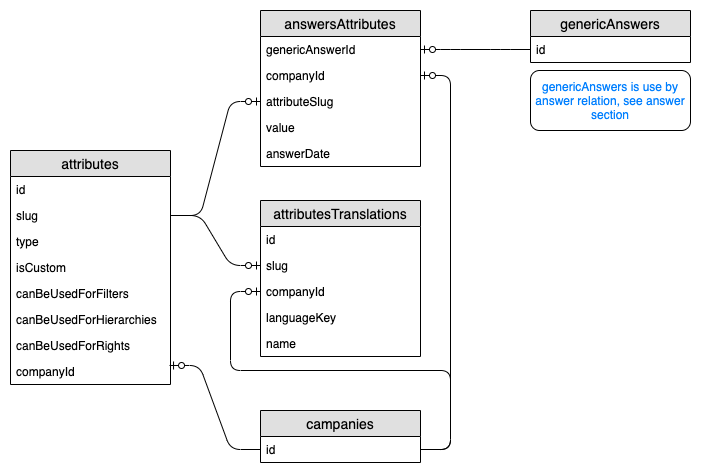 answersAttributes
genericAnswerId
companyId
attributeSlug
value
answerDate
genericAnswers
id
genericAnswers is use by
answer relation, see answer
section
attributes
id
slug
type
isCustom
canBeUsedForFilters
canBeUsedForHierarchies
canBeUsedForRights
companyId
attributesTranslations
id
slug
companyId
languageKey
name
campanies
id